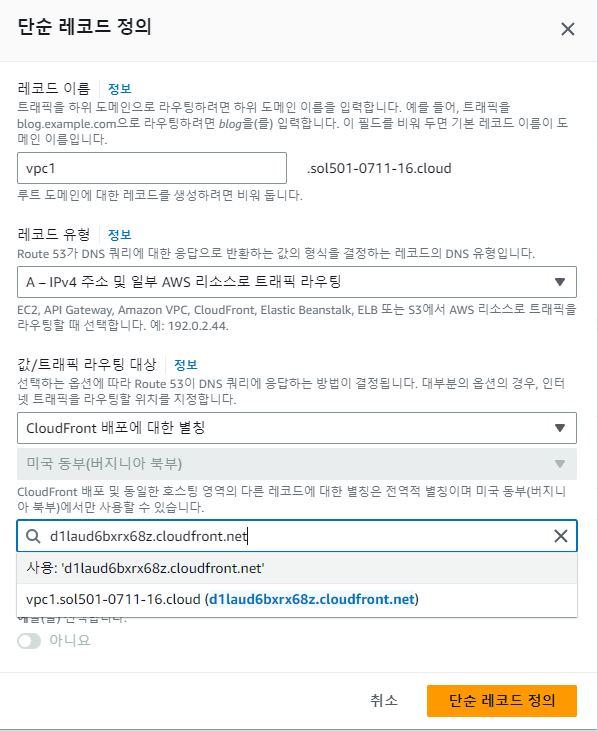 단순 레코드 정의
레코드 이름 정보
트래픽을 하위 도메인으로 라우팅하려면 하위 도메인 이름을 입력합니다. 예를 들어, 트래픽을
blog.example.com으로 라우팅하려면 blog을(를) 입력합니다. 이 필드를 비워 두면 기본 레코드 이름이 도
메인 이름입니다.
vpc1 .sol501-0711-16.cloud
루트 도메인에 대한 레코드를 생성하려면 비워 둡니다.
레코드 유형 정보
Route 53가 DNS 쿼리에 대한 응답으로 반환하는 값의 형식을 결정하는 레코드의 DNS 유형입니다.
A – IPv4 주소 및 일부 AWS 리소스로 트래픽 라우팅
EC2, API Gateway, Amazon VPC, CloudFront, Elastic Beanstalk, ELB 또는 S3에서 AWS 리소스로 트래픽을
라우팅할 때 선택합니다. 예: 192.0.2.44.
값/트래픽 라우팅 대상 정보
선택하는 옵션에 따라 Route 53이 DNS 쿼리에 응답하는 방법이 결정됩니다. 대부분의 옵션의 경우, 인터
넷 트래픽을 라우팅할 위치를 지정합니다.
CloudFront 배포에 대한 별칭
미국 동부(버지니아 북부)
CloudFront 배포 및 동일한 호스팅 영역의 다른 레코드에 대한 별칭은 전역적 별칭이며 미국 동부(버지니
아 북부)에서만 사용할 수 있습니다.
d1laud6bxrx68z.cloudfront.net
사용: 'd1laud6bxrx68z.cloudfront.net'
vpc1.sol501-0711-16.cloud (d1laud6bxrx68z.cloudfront.net)
아니요
취소 단순 레코드 정의